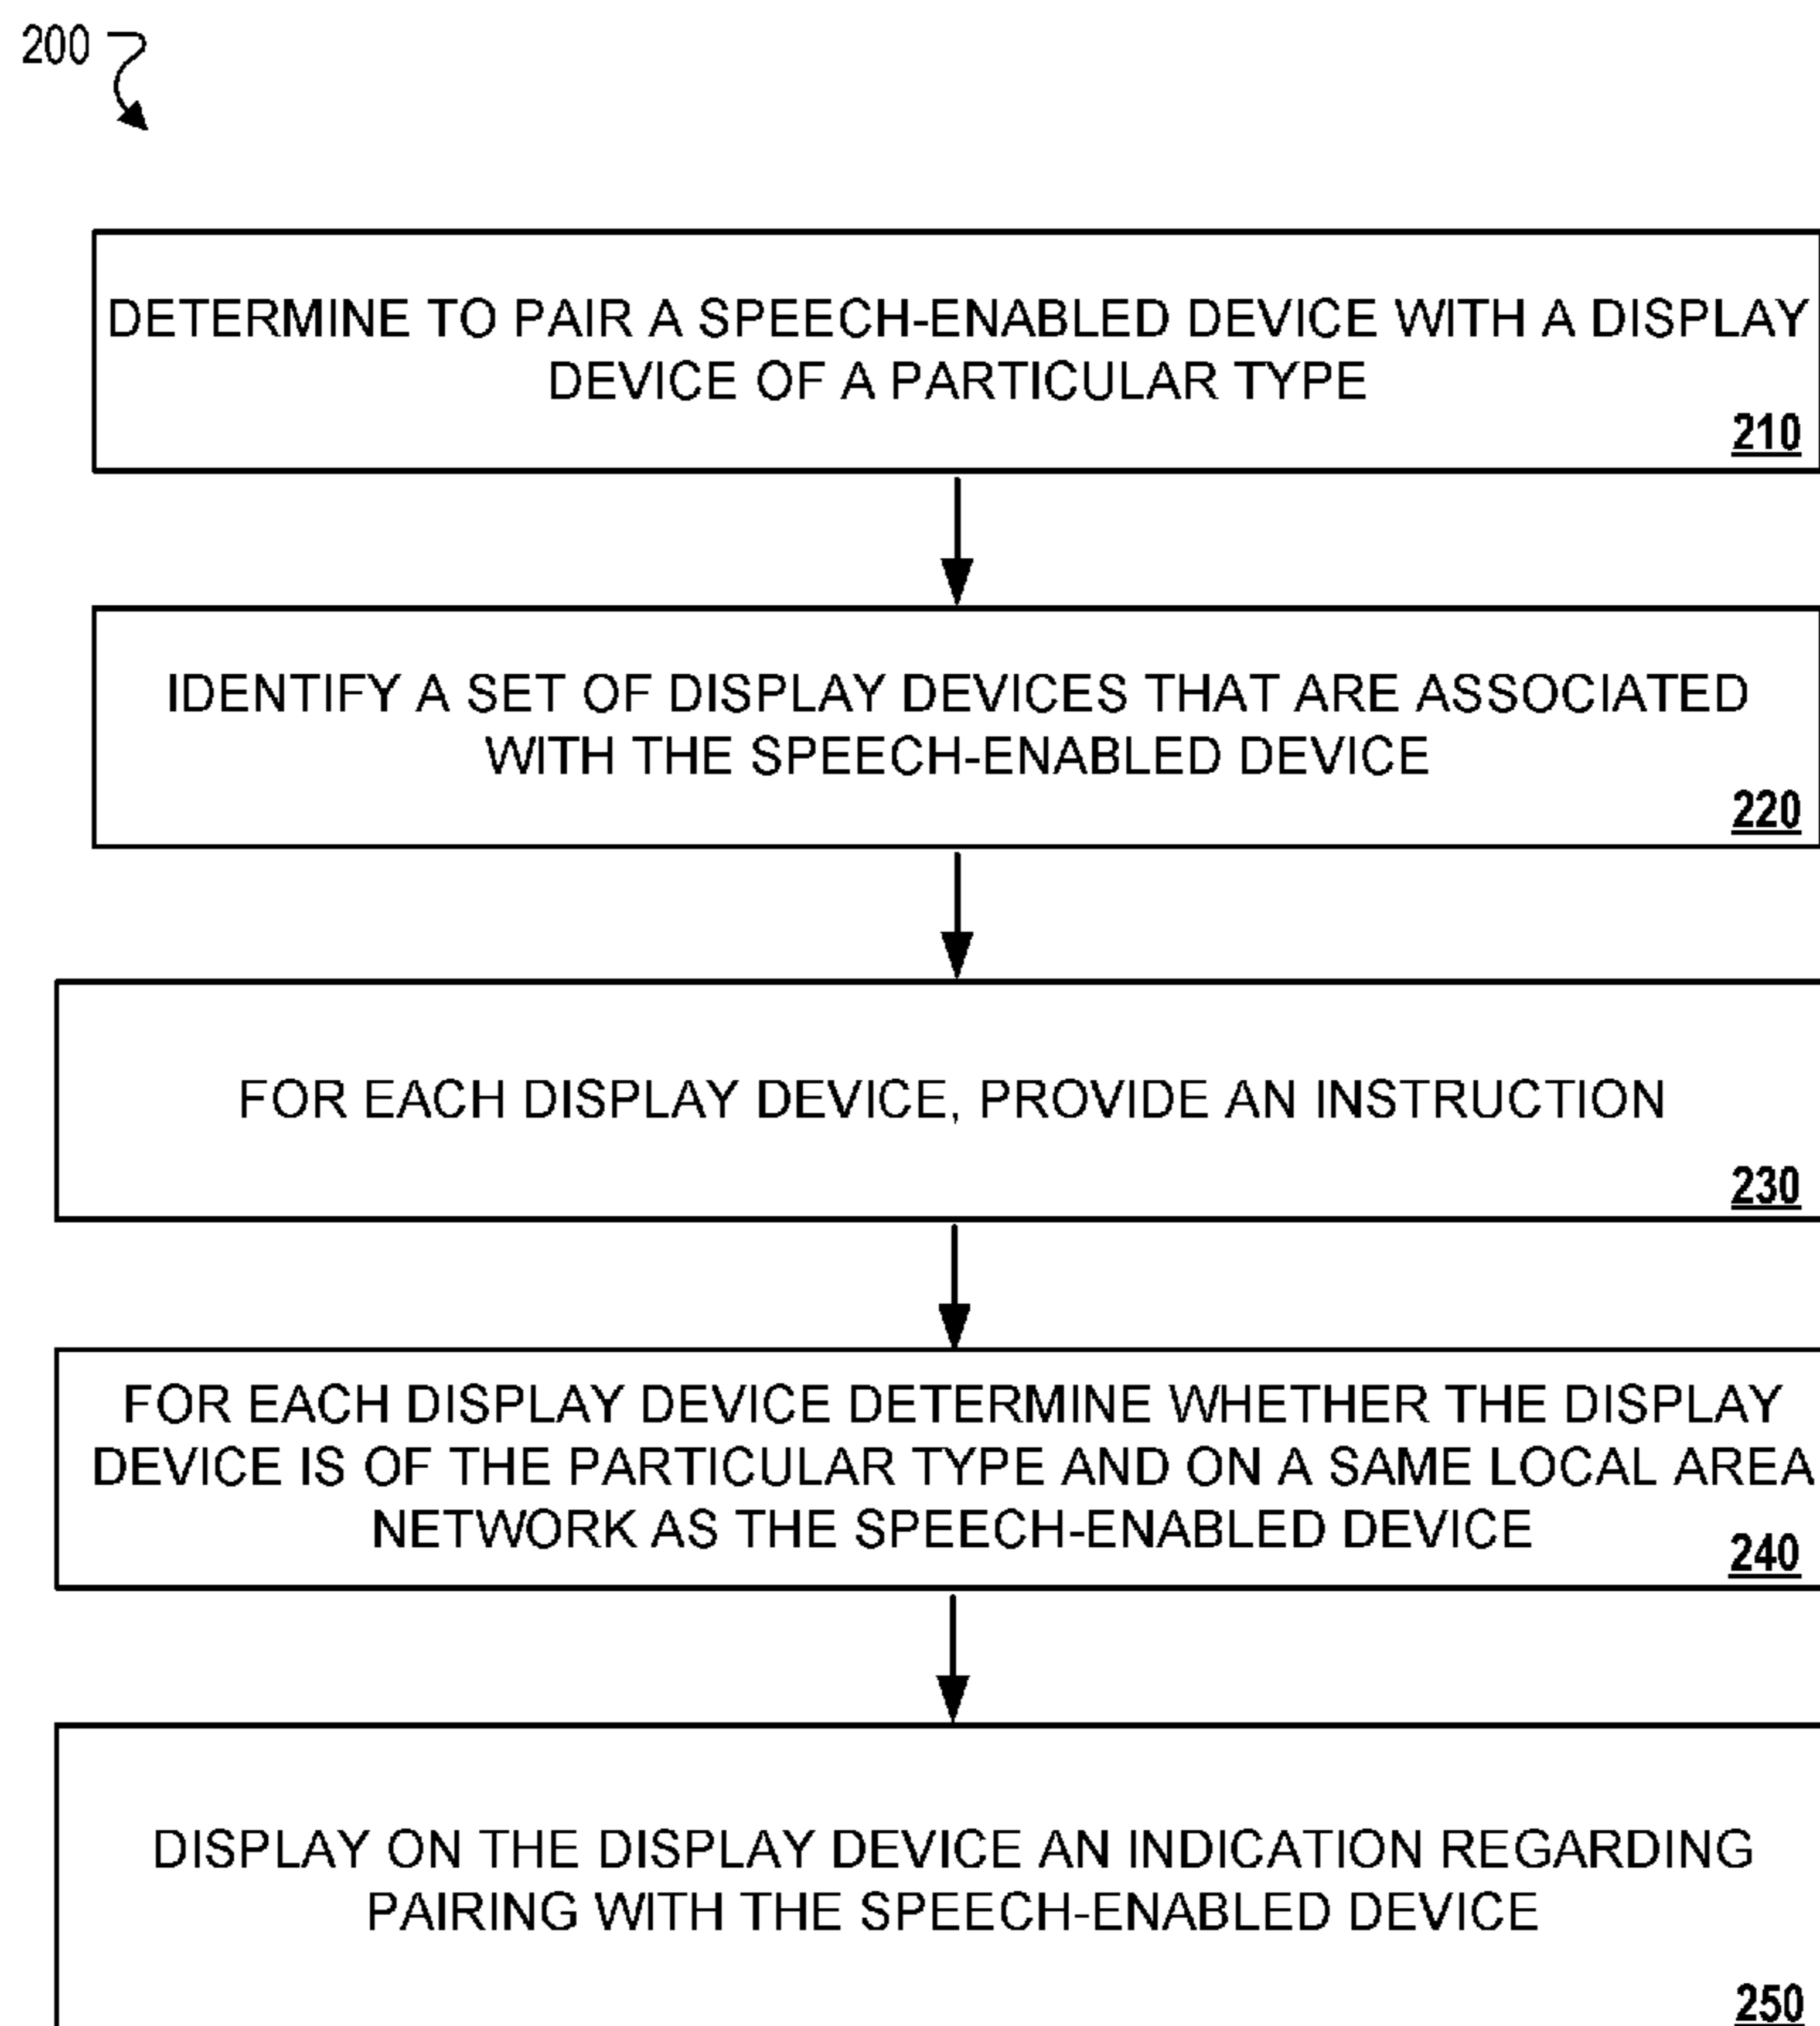 200
DETERMINE TO PAIR A SPEECH-ENABLED DEVICE WITH A DISPLAY
DEVICE OF A PARTICULAR TYPE
210
IDENTIFY A SET OF DISPLAY DEVICES THAT ARE ASSOCIATED
WITH THE SPEECH-ENABLED DEVICE
220
FOR EACH DISPLAY DEVICE, PROVIDE AN INSTRUCTION
230
FOR EACH DISPLAY DEVICE DETERMINE WHETHER THE DISPLAY
DEVICE IS OF THE PARTICULAR TYPE AND ON A SAME LOCAL AREA
NETWORK AS THE SPEECH-ENABLED DEVICE
240
DISPLAY ON THE DISPLAY DEVICE AN INDICATION REGARDING
PAIRING WITH THE SPEECH-ENABLED DEVICE
250